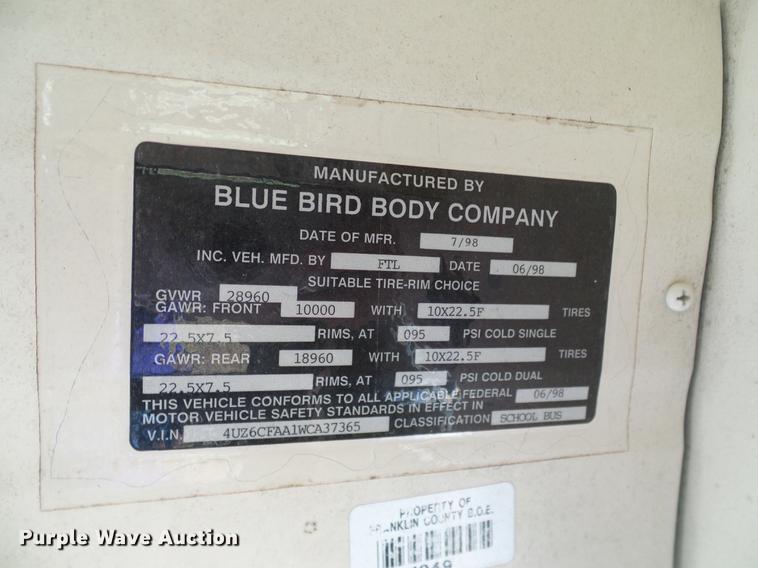 MANUFACTURED BY
BLUE BIRD BODY COMPANY
DATE OF MFR. 7/98
INC. VEH. MFD. BY FTL DATE 06/98
SUITABLE TIRE-RIM CHOICE
GVWR 28960
GAWR: FRONT 10000 WITH 10X22.5F TIRES
22.5X7.5 RIMS, AT 095 PSI COLD SINGLE
GAWR: REAR 18960 WITH 10X22.5F TIRES
22.5X7.5 RIMS, AT 095 PSI COLD DUAL
THIS VEHICLE CONFORMS TO ALL APPLICABLE FEDERAL 06/98
MOTOR VEHICLE SAFETY STANDARDS IN EFFECT IN
V.I.N. 4UZ6CFAA1WCA37365 CLASSIFICATION SCHOOL BUS
PROPERTY OF
FRANKLIN COUNTY B.O.E.
Purple Wave Auction